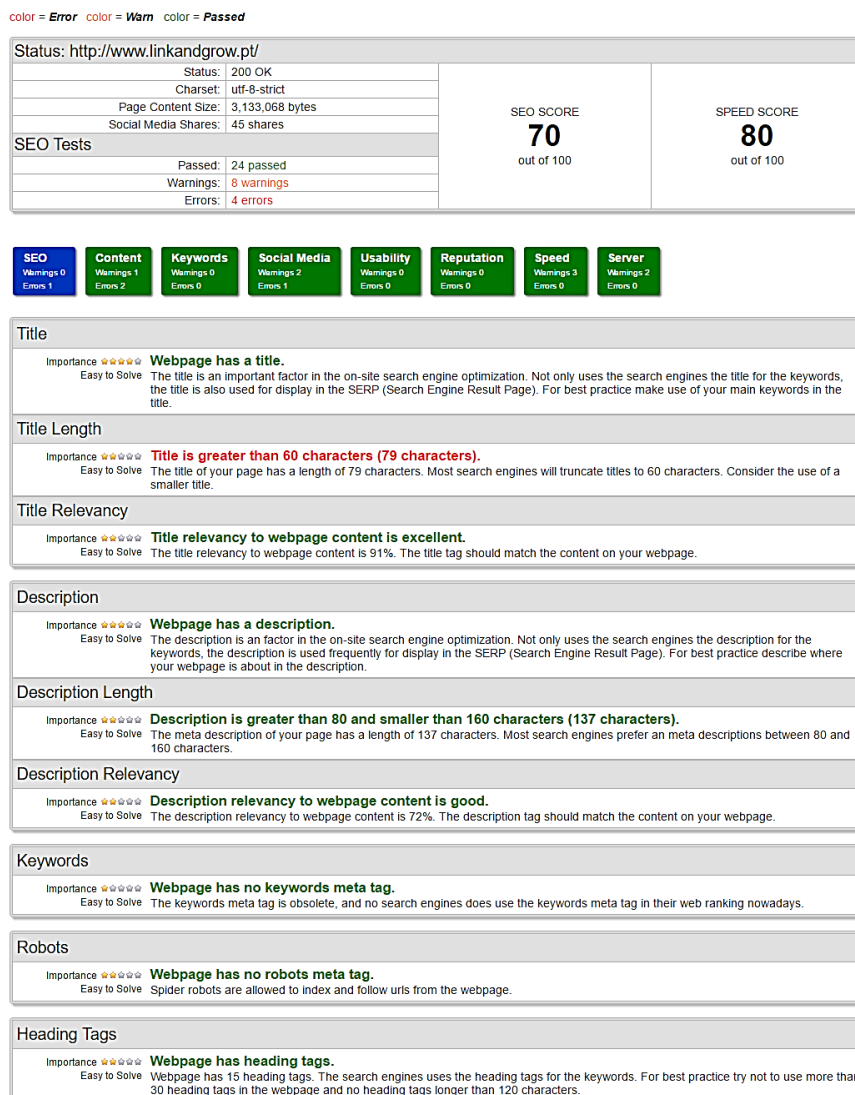 color = Error color = Warn color = Passed
Status: http://www.linkandgrow.pt/
Status: 200 OK
Charset: utf-8-strict
Page Content Size: 3,133,068 bytes
Social Media Shares: 45 shares
SEO Tests
Passed: 24 passed
Warnings: 8 warnings
Errors: 4 errors
SEO SCORE
70
out of 100
SPEED SCORE
80
out of 100
SEO
Warnings 0
Errors 1
Content
Warnings 1
Errors 2
Keywords
Warnings 0
Errors 0
Social Media
Warnings 2
Errors 1
Usability
Warnings 0
Errors 0
Reputation
Warnings 0
Errors 0
Speed
Warnings 3
Errors 0
Server
Warnings 2
Errors 0
Title
Importance Webpage has a title.
Easy to Solve The title is an important factor in the on-site search engine optimization. Not only uses the search engines the title for the keywords,
the title is also used for display in the SERP (Search Engine Result Page). For best practice make use of your main keywords in the
title.
Title Length
Importance Title is greater than 60 characters (79 characters).
Easy to Solve The title of your page has a length of 79 characters. Most search engines will truncate titles to 60 characters. Consider the use of a
smaller title.
Title Relevancy
Importance Title relevancy to webpage content is excellent.
Easy to Solve The title relevancy to webpage content is 91%. The title tag should match the content on your webpage.
Description
Importance Webpage has a description.
Easy to Solve The description is an factor in the on-site search engine optimization. Not only uses the search engines the description for the
keywords, the description is used frequently for display in the SERP (Search Engine Result Page). For best practice describe where
your webpage is about in the description.
Description Length
Importance Description is greater than 80 and smaller than 160 characters (137 characters).
Easy to Solve The meta description of your page has a length of 137 characters. Most search engines prefer an meta descriptions between 80 and
160 characters.
Description Relevancy
Importance Description relevancy to webpage content is good.
Easy to Solve The description relevancy to webpage content is 72%. The description tag should match the content on your webpage.
Keywords
Importance Webpage has no keywords meta tag.
Easy to Solve The keywords meta tag is obsolete, and no search engines does use the keywords meta tag in their web ranking nowadays.
Robots
Importance Webpage has no robots meta tag.
Easy to Solve Spider robots are allowed to index and follow urls from the webpage.
Heading Tags
Importance Webpage has heading tags.
Easy to Solve Webpage has 15 heading tags. The search engines uses the heading tags for the keywords. For best practice try not to use more than
30 heading tags in the webpage and no heading tags longer than 120 characters.